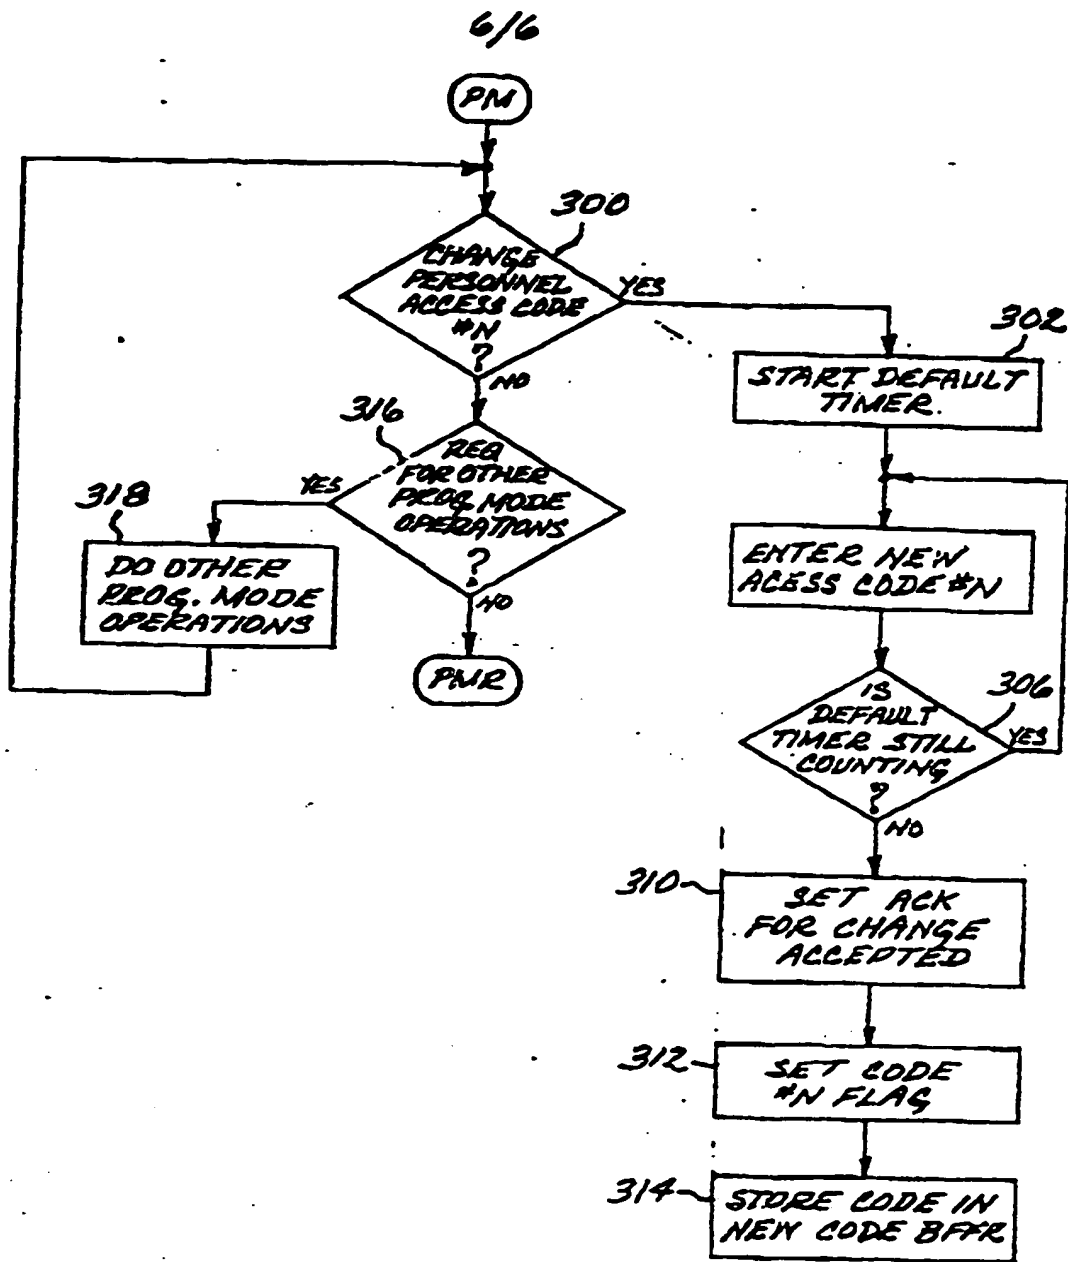 6/6
PM
300
CHANGE
PERSONNEL
ACCESS CODE
#N
?
YES
NO
302
START DEFAULT
TIMER.
316
REQ
FOR OTHER
PROG. MODE
OPERATIONS
?
YES
NO
318
DO OTHER
PROG. MODE
OPERATIONS
PMR
ENTER NEW
ACESS CODE #N
306
IS
DEFAULT
TIMER STILL
COUNTING
?
YES
NO
310
SET ACK
FOR CHANGE
ACCEPTED
312
SET CODE
#N FLAG
314
STORE CODE IN
NEW CODE BFFR